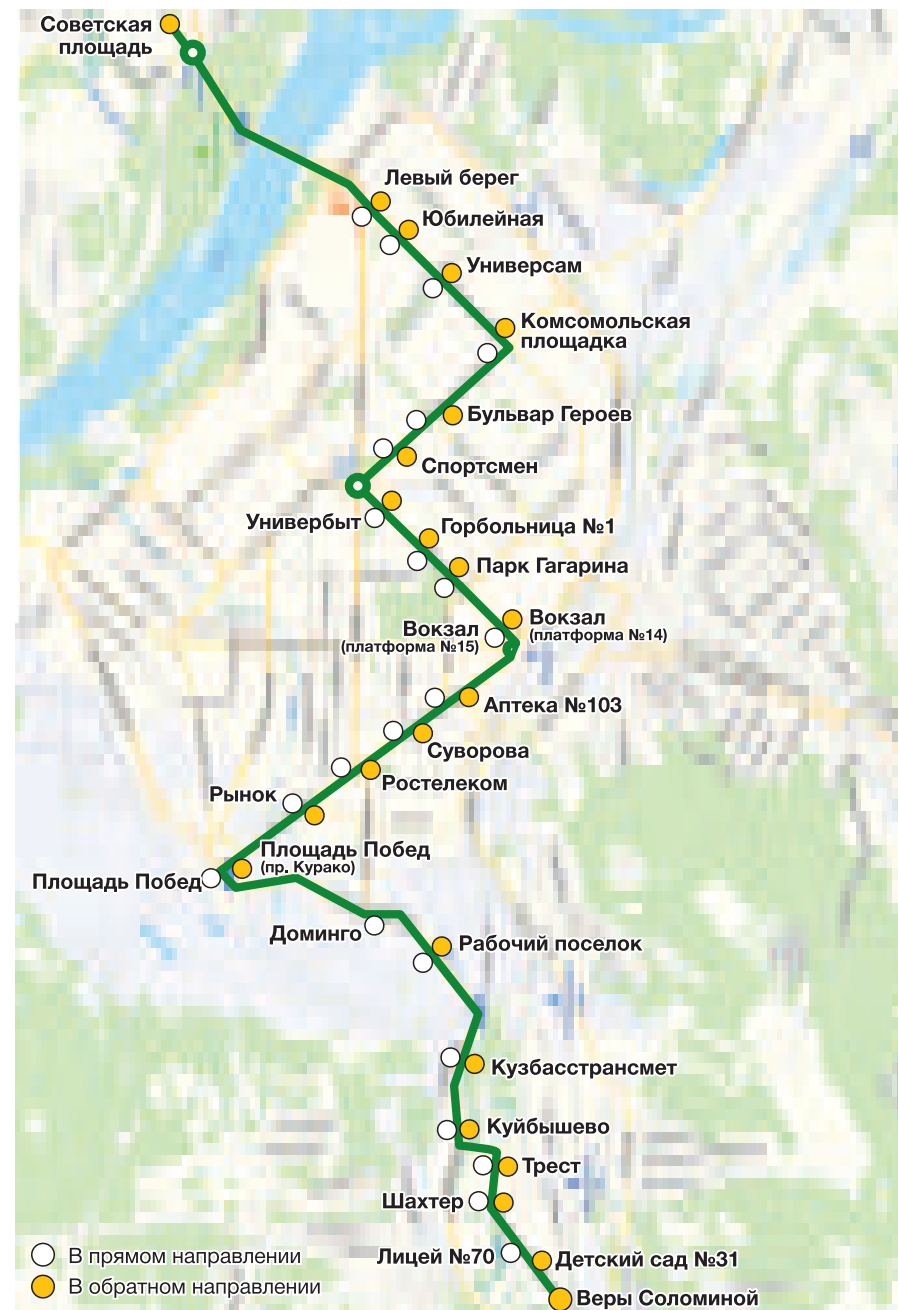 Советская
площадь
Левый берег
Юбилейная
Универсам
Комсомольская
площадка
Бульвар Героев
Спортсмен
Универбыт
Горбольница №1
Парк Гагарина
Вокзал
(платформа №14)
Вокзал
(платформа №15)
Аптека №103
Суворова
Ростелеком
Рынок
Площадь Побед
(пр. Курако)
Площадь Побед
Доминго
Рабочий поселок
Кузбасстрансмет
Куйбышево
Трест
Шахтер
Лицей №70
Детский сад №31
Веры Соломиной
В прямом направлении
В обратном направлении